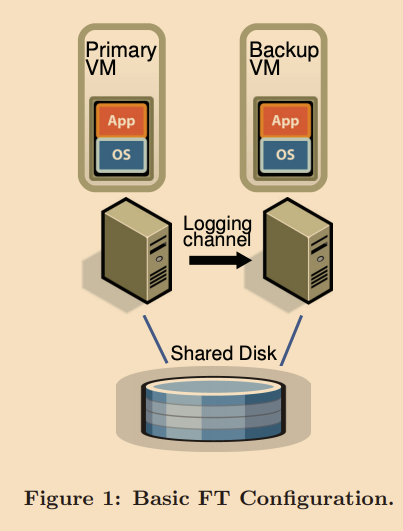 Primary
VM
Backup
VM
App
OS
App
OS
Logging
channel
Shared Disk
Figure 1: Basic FT Configuration.